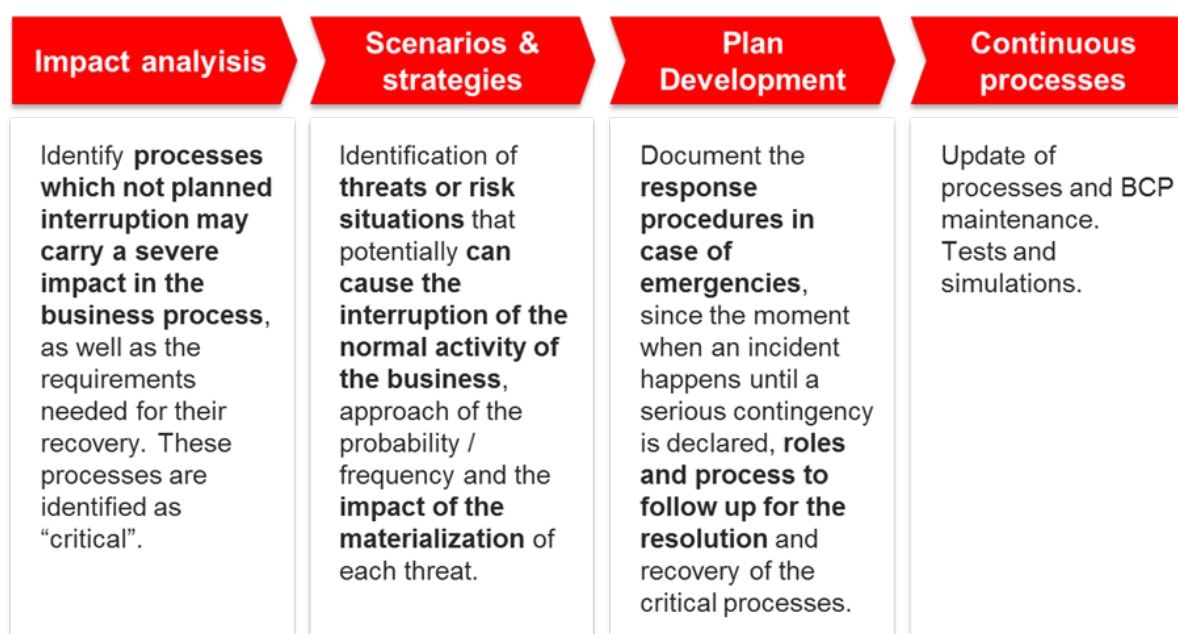 Impact analyisis
Identify processes
which not planned
interruption may
carry a severe
impact in the
business process,
as well as the
requirements
needed for their
recovery. These
processes are
identified as
“critical”.
Scenarios &
strategies
Identification of
threats or risk
situations that
potentially can
cause the
interruption of the
normal activity of
the business,
approach of the
probability /
frequency and the
impact of the
materialization of
each threat.
Plan
Development
Document the
response
procedures in
case of
emergencies,
since the moment
when an incident
happens until a
serious contingency
is declared, roles
and process to
follow up for the
resolution and
recovery of the
critical processes.
Continuous
processes
Update of
processes and BCP
maintenance.
Tests and
simulations.